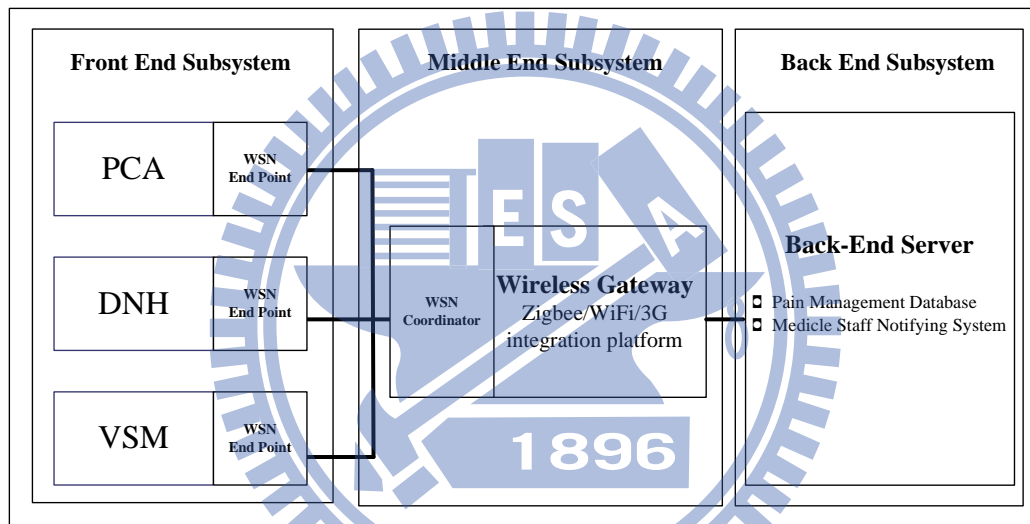 Front End Subsystem
Middle End Subsystem
Back End Subsystem
PCA
WSN
End Point
DNH
WSN
End Point
VSM
WSN
End Point
WSN
Coordinator
Wireless Gateway
Zigbee/WiFi/3G
integration platform
Back-End Server
Pain Management Database
Medicle Staff Notifying System
E S A
1896